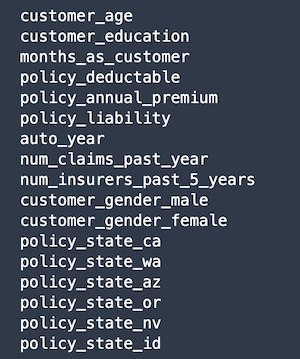 customer_age
customer_education
months_as_customer
policy_deductable
policy_annual_premium
policy_liability
auto_year
num_claims_past_year
num_insurers_past_5_years
customer_gender_male
customer_gender_female
policy_state_ca
policy_state_wa
policy_state_az
policy_state_or
policy_state_nv
policy_state_id